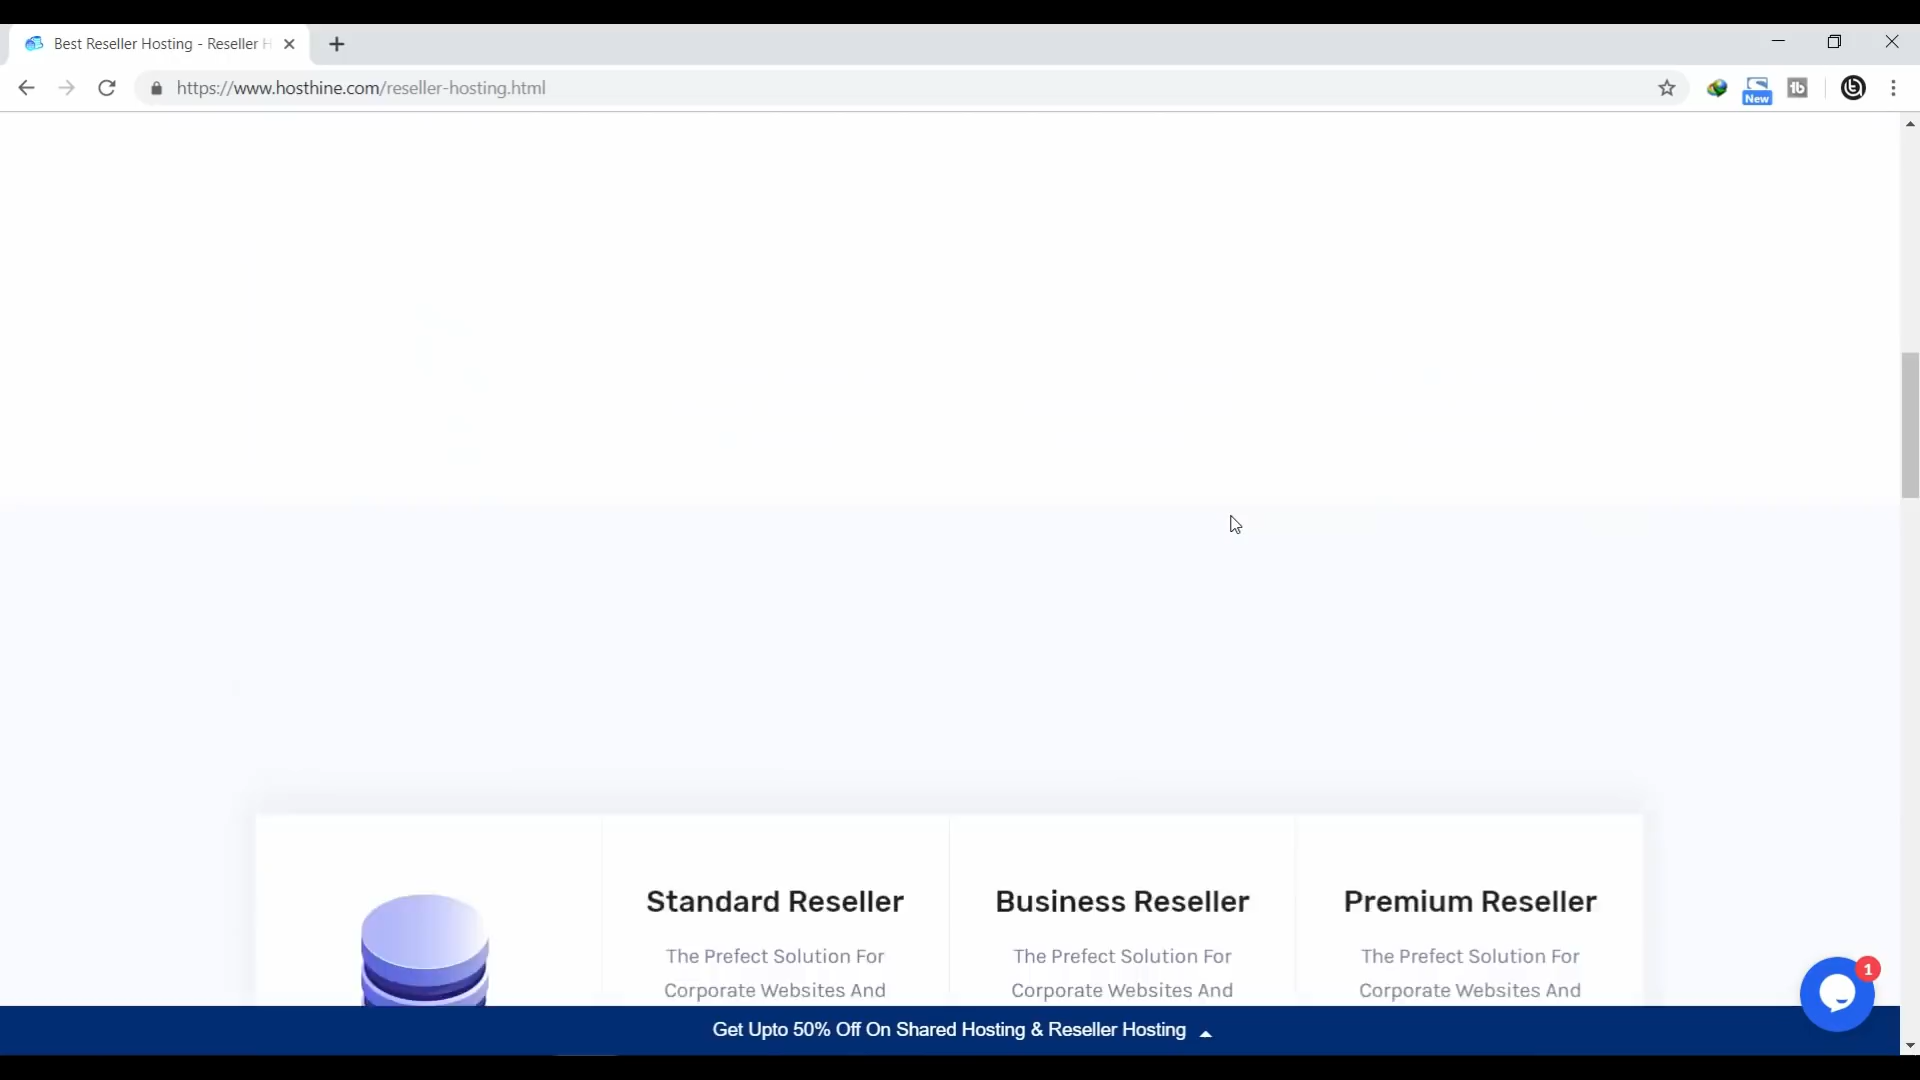 Best Reseller Hosting - Reseller H
https://www.hosthine.com/reseller-hosting.html
New
Standard Reseller
Business Reseller
Premium Reseller
The Prefect Solution For
Corporate Websites And
The Prefect Solution For
Corporate Websites And
The Prefect Solution For
Corporate Websites And
1
Get Upto 50% Off On Shared Hosting & Reseller Hosting